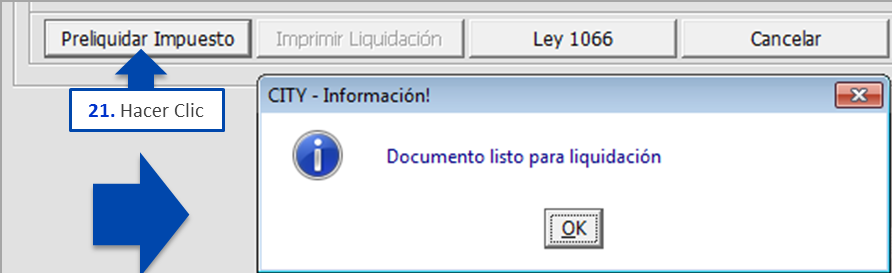 Preliquidar Impuesto
Imprimir Liquidación
Ley 1066
Cancelar
21. Hacer Clic
CITY - Información!
Documento listo para liquidación
OK